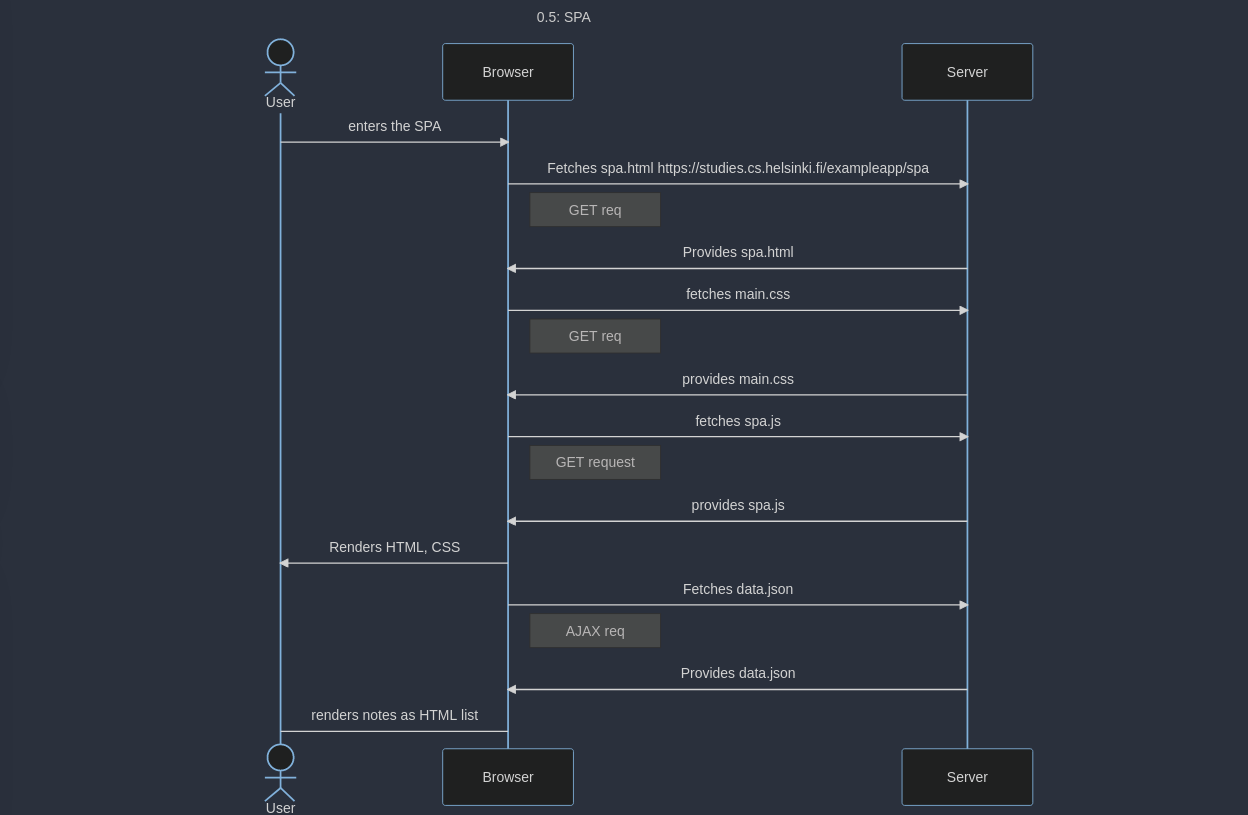 0.5: SPA
User
Browser
Server
enters the SPA
Fetches spa.html https://studies.cs.helsinki.fi/exampleapp/spa
GET req
Provides spa.html
fetches main.css
GET req
provides main.css
fetches spa.js
GET request
provides spa.js
Renders HTML, CSS
Fetches data.json
AJAX req
Provides data.json
renders notes as HTML list
User
Browser
Server